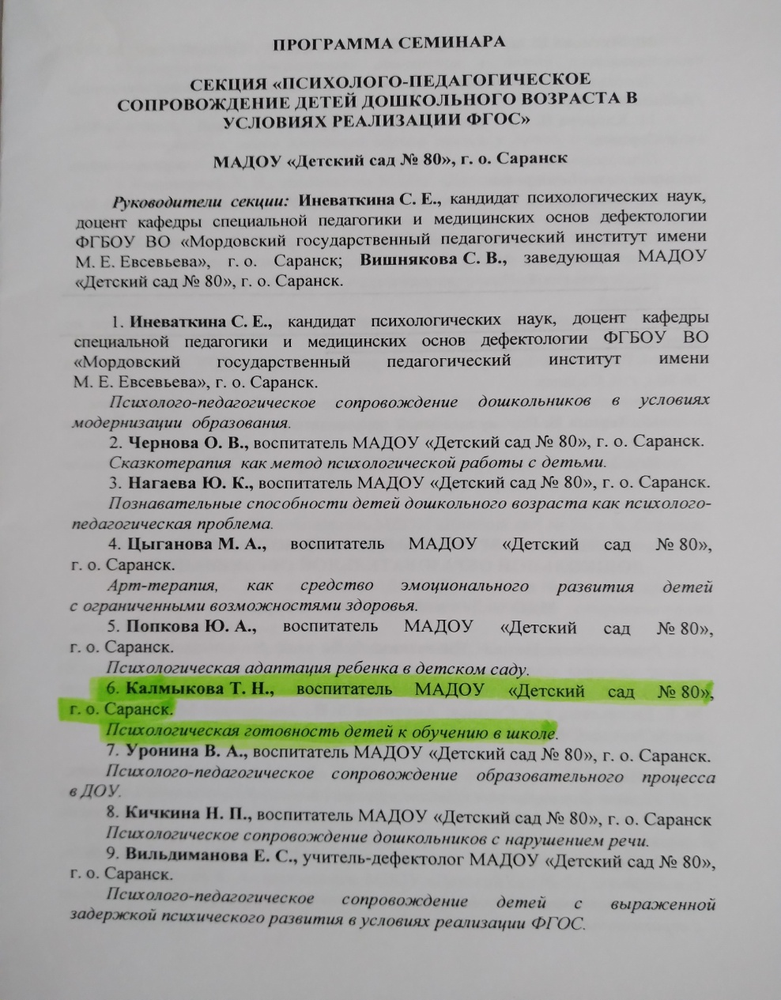 ПРОГРАММА СЕМИНАРА
СЕКЦИЯ «ПСИХОЛОГО-ПЕДАГОГИЧЕСКОЕ
СОПРОВОЖДЕНИЕ ДЕТЕЙ ДОШКОЛЬНОГО ВОЗРАСТА В
УСЛОВИЯХ РЕАЛИЗАЦИИ ФГОС»
МАДОУ «Детский сад № 80», г. о. Саранск
Руководители секции: Иневаткина С. Е., кандидат психологических наук,
доцент кафедры специальной педагогики и медицинских основ дефектологии
ФГБОУ ВО «Мордовский государственный педагогический институт имени
М. Е. Евсевьева», г. о. Саранск; Вишнякова С. В., заведующая МАДОУ
«Детский сад № 80», г. о. Саранск.
1. Иневаткина С. Е., кандидат психологических наук, доцент кафедры
специальной педагогики и медицинских основ дефектологии ФГБОУ ВО
«Мордовский государственный педагогический институт имени
М. Е. Евсевьева», г. о. Саранск.
Психолого-педагогическое сопровождение дошкольников в условиях
модернизации образования.
2. Чернова О. В., воспитатель МАДОУ «Детский сад № 80», г. о. Саранск.
Сказкотерапия как метод психологической работы с детьми.
3. Нагаева Ю. К., воспитатель МАДОУ «Детский сад № 80», г. о. Саранск.
Познавательные способности детей дошкольного возраста как психолого-
педагогическая проблема.
4. Цыганова М. А., воспитатель МАДОУ «Детский сад № 80»,
г. о. Саранск.
Арт-терапия, как средство эмоционального развития детей
с ограниченными возможностями здоровья.
5. Попкова Ю. А., воспитатель МАДОУ «Детский сад № 80»,
г. о. Саранск.
Психологическая адаптация ребенка в детском саду.
6. Калмыкова Т. Н., воспитатель МАДОУ «Детский сад № 80»,
г. о. Саранск.
Психологическая готовность детей к обучению в школе.
7. Уронина В. А., воспитатель МАДОУ «Детский сад № 80», г. о. Саранск.
Психолого-педагогическое сопровождение образовательного процесса
в ДОУ.
8. Кичкина Н. П., воспитатель МАДОУ «Детский сад № 80», г. о. Саранск
Психологическое сопровождение дошкольников с нарушением речи.
9. Вильдиманова Е. С., учитель-дефектолог МАДОУ «Детский сад № 80»,
г. о. Саранск.
Психолого-педагогическое сопровождение детей с выраженной
задержкой психического развития в условиях реализации ФГОС.